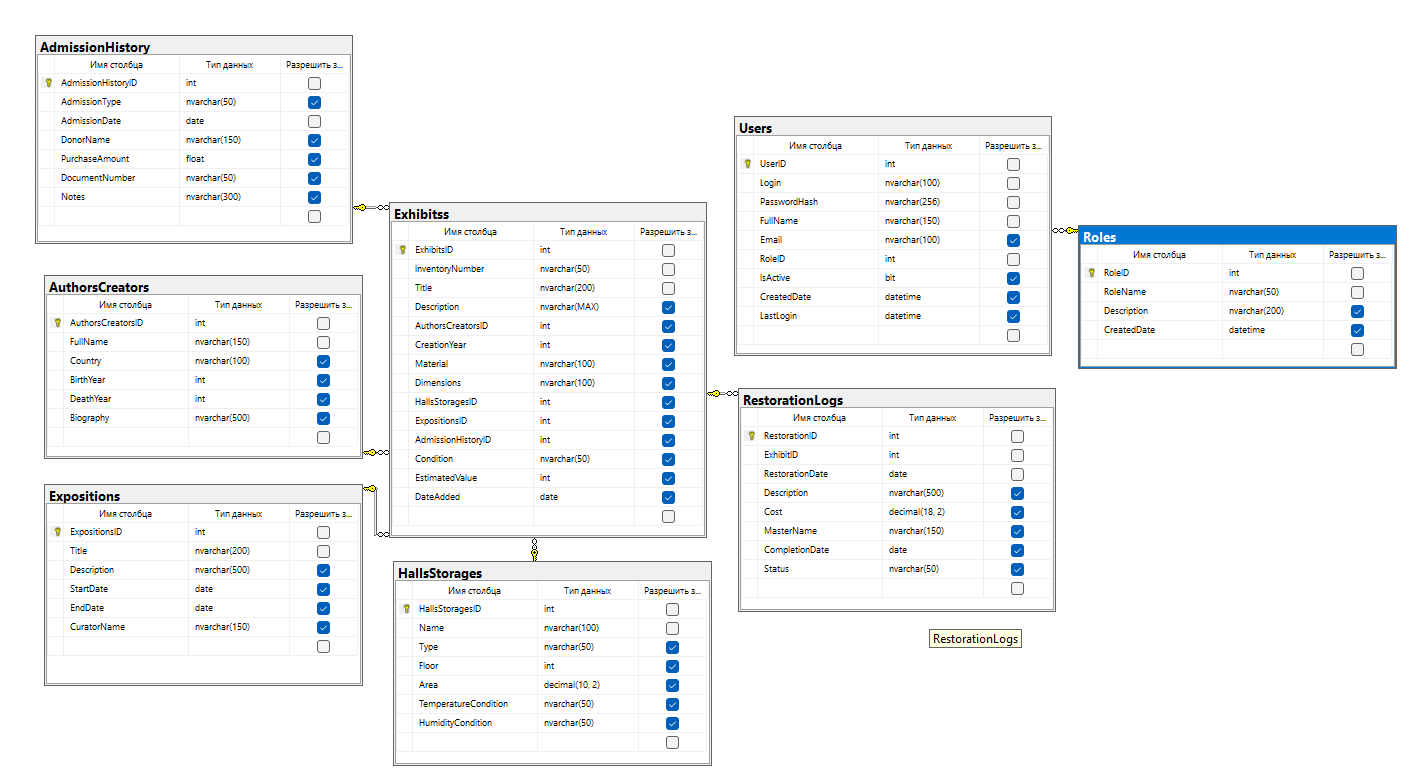 AdmissionHistory
Имя столбца Тип данных Разрешить з...
AdmissionHistoryID int
AdmissionType nvarchar(50)
AdmissionDate date
DonorName nvarchar(150)
PurchaseAmount float
DocumentNumber nvarchar(50)
Notes nvarchar(300)
AuthorsCreators
Имя столбца Тип данных Разрешить з...
AuthorsCreatorsID int
FullName nvarchar(150)
Country nvarchar(100)
BirthYear int
DeathYear int
Biography nvarchar(500)
Expositions
Имя столбца Тип данных Разрешить з...
ExpositionsID int
Title nvarchar(200)
Description nvarchar(500)
StartDate date
EndDate date
CuratorName nvarchar(150)
Exhibitss
Имя столбца Тип данных Разрешить з...
ExhibitsID int
InventoryNumber nvarchar(50)
Title nvarchar(200)
Description nvarchar(MAX)
AuthorsCreatorsID int
CreationYear int
Material nvarchar(100)
Dimensions nvarchar(100)
HallsStoragesID int
ExpositionsID int
AdmissionHistoryID int
Condition nvarchar(50)
EstimatedValue int
DateAdded date
HallsStorages
Имя столбца Тип данных Разрешить з...
HallsStoragesID int
Name nvarchar(100)
Type nvarchar(50)
Floor int
Area decimal(10, 2)
TemperatureCondition nvarchar(50)
HumidityCondition nvarchar(50)
Users
Имя столбца Тип данных Разрешить з...
UserID int
Login nvarchar(100)
PasswordHash nvarchar(256)
FullName nvarchar(150)
Email nvarchar(100)
RoleID int
IsActive bit
CreatedDate datetime
LastLogin datetime
Roles
Имя столбца Тип данных Разрешить з...
RoleID int
RoleName nvarchar(50)
Description nvarchar(200)
CreatedDate datetime
RestorationLogs
Имя столбца Тип данных Разрешить з...
RestorationID int
ExhibitID int
RestorationDate date
Description nvarchar(500)
Cost decimal(18, 2)
MasterName nvarchar(150)
CompletionDate date
Status nvarchar(50)
RestorationLogs